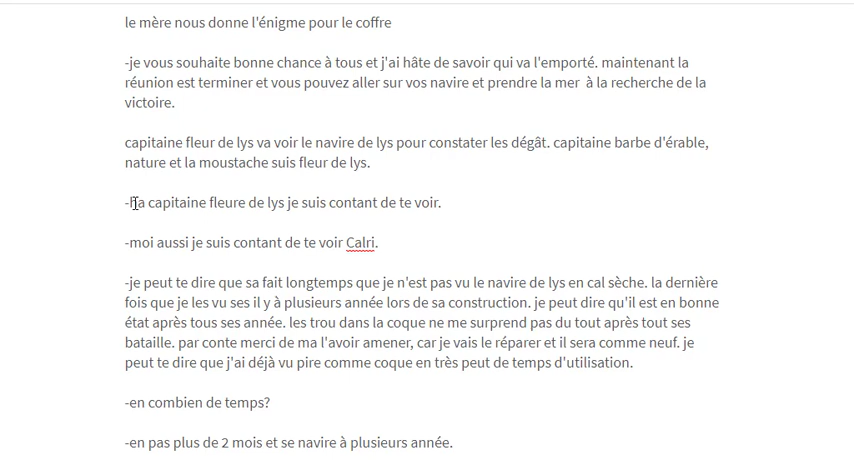 le mère nous donne l'énigme pour le coffre
-je vous souhaite bonne chance à tous et j'ai hâte de savoir qui va l'emporté. maintenant la
réunion est terminer et vous pouvez aller sur vos navire et prendre la mer  à la recherche de la
victoire.
capitaine fleur de lys va voir le navire de lys pour constater les dégât. capitaine barbe d'érable,
nature et la moustache suis fleur de lys.
-ha capitaine fleure de lys je suis contant de te voir.
-moi aussi je suis contant de te voir Calri.
-je peut te dire que sa fait longtemps que je n'est pas vu le navire de lys en cal sèche. la dernière
fois que je les vu ses il y à plusieurs année lors de sa construction. je peut dire qu'il est en bonne
état après tous ses année. les trou dans la coque ne me surprend pas du tout après tout ses
bataille. par conte merci de ma l'avoir amener, car je vais le réparer et il sera comme neuf. je
peut te dire que j'ai déjà vu pire comme coque en très peut de temps d'utilisation.
-en combien de temps?
-en pas plus de 2 mois et se navire à plusieurs année.